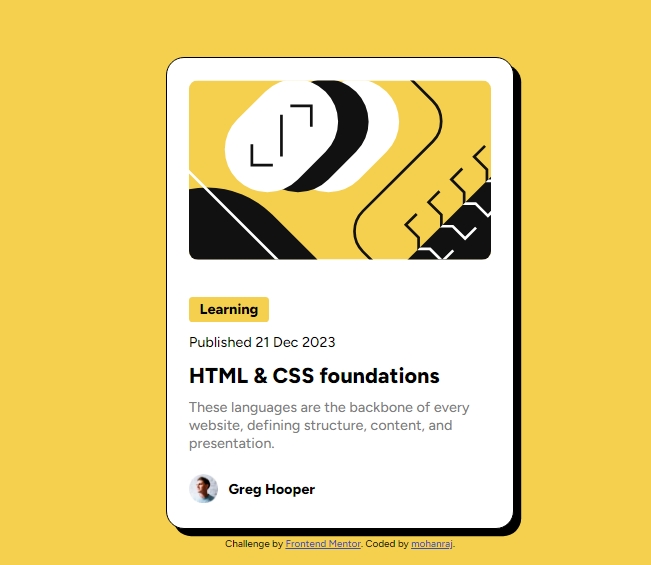 Learning
Published 21 Dec 2023
HTML & CSS foundations
These languages are the backbone of every
website, defining structure, content, and
presentation.
Greg Hooper
Challenge by Frontend Mentor. Coded by mohanraj.